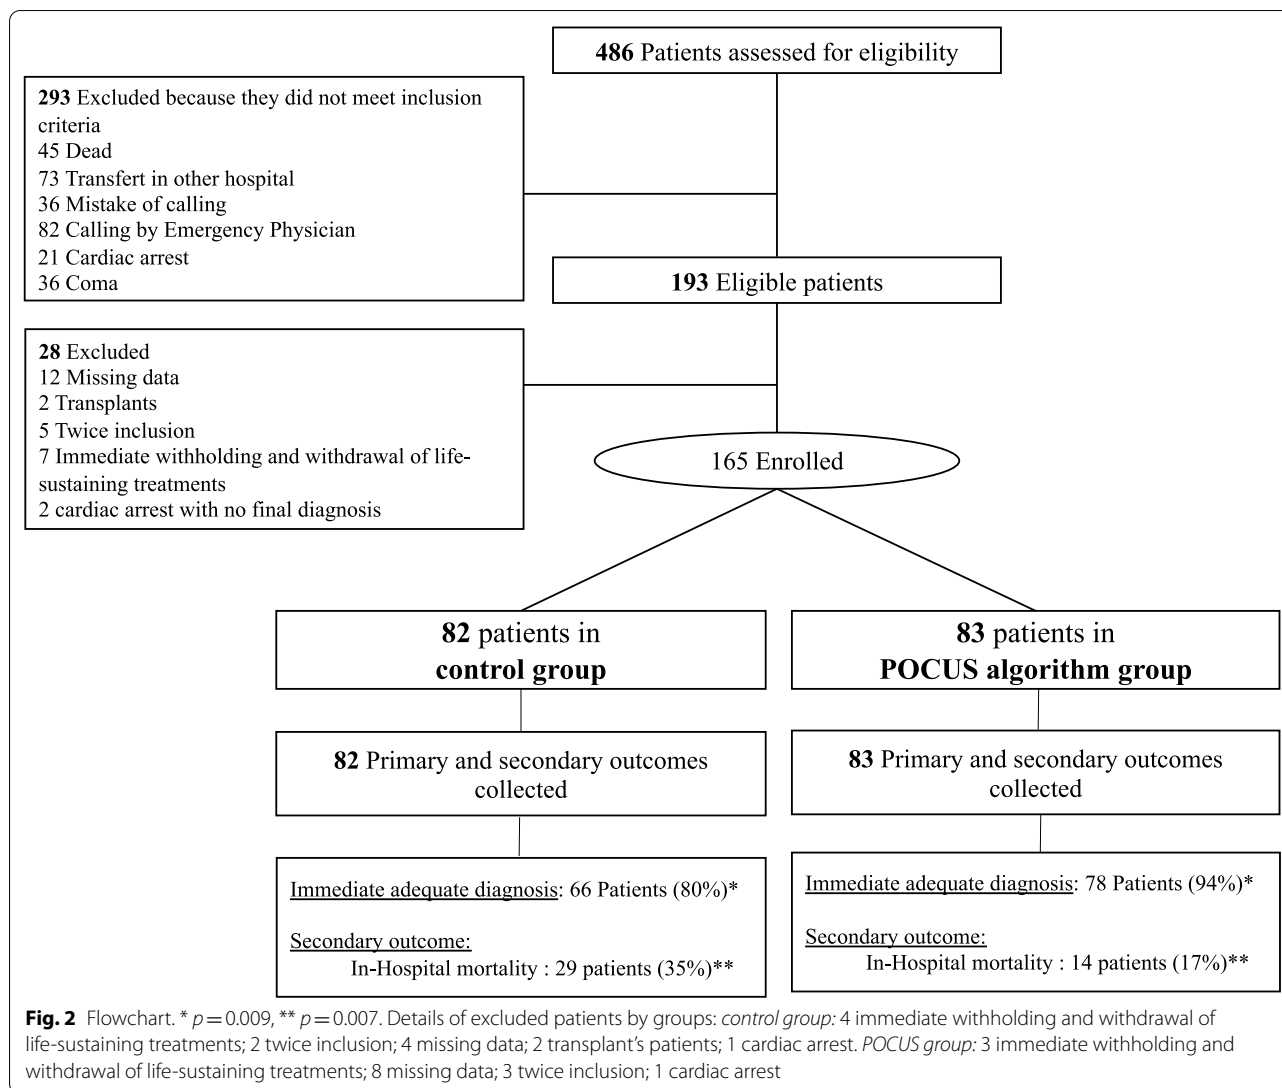 486 Patients assessed for eligibility
293 Excluded because they did not meet inclusion
criteria
45 Dead
73 Transfert in other hospital
36 Mistake of calling
82 Calling by Emergency Physician
21 Cardiac arrest
36 Coma
193 Eligible patients
28 Excluded
12 Missing data
2 Transplants
5 Twice inclusion
7 Immediate withholding and withdrawal of life-
sustaining treatments
2 cardiac arrest with no final diagnosis
165 Enrolled
82 patients in
control group
83 patients in
POCUS algorithm group
82 Primary and secondary outcomes
collected
83 Primary and secondary outcomes
collected
Immediate adequate diagnosis: 66 Patients (80%)*
Secondary outcome:
In-Hospital mortality : 29 patients (35%)**
Immediate adequate diagnosis: 78 Patients (94%)*
Secondary outcome:
In-Hospital mortality : 14 patients (17%)**
Fig. 2 Flowchart. * p = 0.009, ** p = 0.007. Details of excluded patients by groups: control group: 4 immediate withholding and withdrawal of
life-sustaining treatments; 2 twice inclusion; 4 missing data; 2 transplant's patients; 1 cardiac arrest. POCUS group: 3 immediate withholding and
withdrawal of life-sustaining treatments; 8 missing data; 3 twice inclusion; 1 cardiac arrest